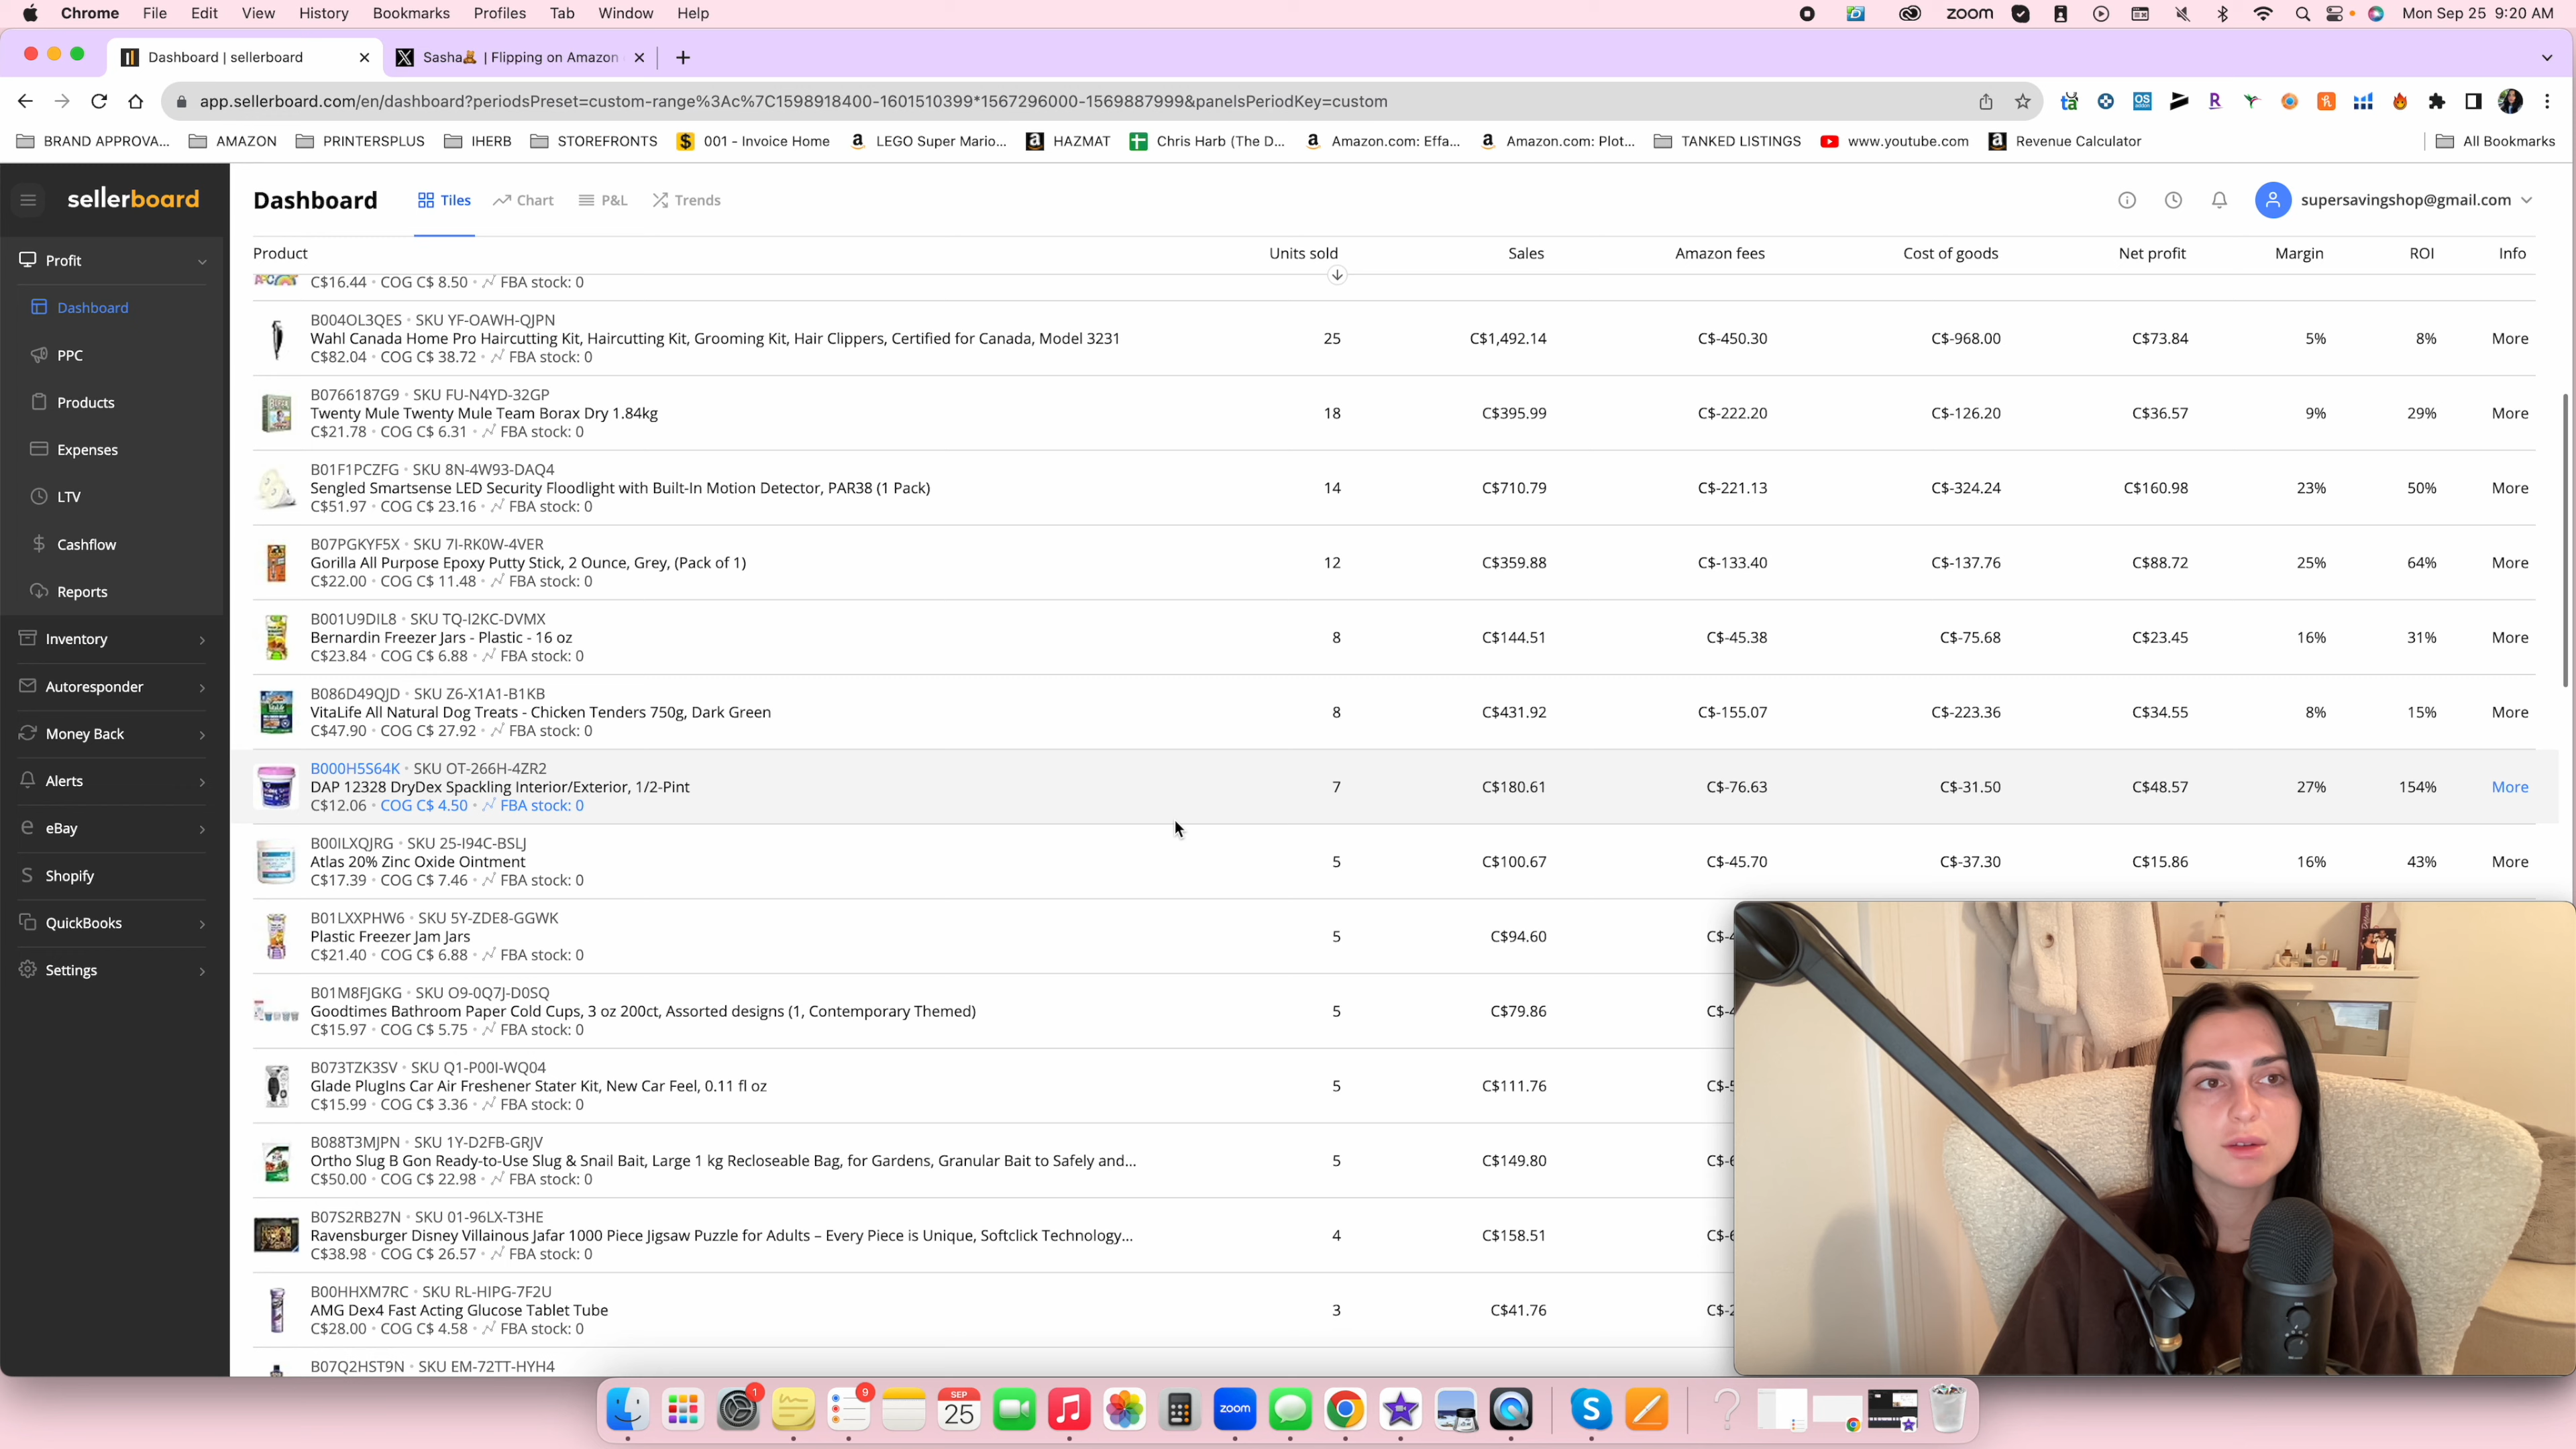 Chrome File Edit View History Bookmarks Profiles Tab Window Help zoom Mon Sep 25 9:20 AM
Dashboard | sellerboard Sasha🧸 | Flipping on Amazon
app.sellerboard.com/en/dashboard?periodsPreset=custom-range%3Ac%7C1598918400-1601510399*1567296000-1569887999&panelsPeriodKey=custom
BRAND APPROVA... AMAZON PRINTERSPLUS IHERB STOREFRONTS 001 - Invoice Home LEGO Super Mario... HAZMAT Chris Harb (The D... Amazon.com: Effa... Amazon.com: Plot... TANKED LISTINGS www.youtube.com Revenue Calculator All Bookmarks
sellerboard
Profit
Dashboard
PPC
Products
Expenses
LTV
Cashflow
Reports
Inventory
Autoresponder
Money Back
Alerts
eBay
Shopify
QuickBooks
Settings
Dashboard Tiles Chart P&L Trends supersavingshop@gmail.com
Product Units sold Sales Amazon fees Cost of goods Net profit Margin ROI Info
C$16.44 • COG C$ 8.50 • FBA stock: 0
B004OL3QES • SKU YF-OAWH-QJPN
Wahl Canada Home Pro Haircutting Kit, Haircutting Kit, Grooming Kit, Hair Clippers, Certified for Canada, Model 3231 25 C$1,492.14 C$-450.30 C$-968.00 C$73.84 5% 8% More
C$82.04 • COG C$ 38.72 • FBA stock: 0
B0766187G9 • SKU FU-N4YD-32GP
Twenty Mule Twenty Mule Team Borax Dry 1.84kg 18 C$395.99 C$-222.20 C$-126.20 C$36.57 9% 29% More
C$21.78 • COG C$ 6.31 • FBA stock: 0
B01F1PCZFG • SKU 8N-4W93-DAQ4
Sengled Smartsense LED Security Floodlight with Built-In Motion Detector, PAR38 (1 Pack) 14 C$710.79 C$-221.13 C$-324.24 C$160.98 23% 50% More
C$51.97 • COG C$ 23.16 • FBA stock: 0
B07PGKYF5X • SKU 7I-RK0W-4VER
Gorilla All Purpose Epoxy Putty Stick, 2 Ounce, Grey, (Pack of 1) 12 C$359.88 C$-133.40 C$-137.76 C$88.72 25% 64% More
C$22.00 • COG C$ 11.48 • FBA stock: 0
B001U9DIL8 • SKU TQ-I2KC-DVMX
Bernardin Freezer Jars - Plastic - 16 oz 8 C$144.51 C$-45.38 C$-75.68 C$23.45 16% 31% More
C$23.84 • COG C$ 6.88 • FBA stock: 0
B086D49QJD • SKU Z6-X1A1-B1KB
VitaLife All Natural Dog Treats - Chicken Tenders 750g, Dark Green 8 C$431.92 C$-155.07 C$-223.36 C$34.55 8% 15% More
C$47.90 • COG C$ 27.92 • FBA stock: 0
B000H5S64K • SKU OT-266H-4ZR2
DAP 12328 DryDex Spackling Interior/Exterior, 1/2-Pint 7 C$180.61 C$-76.63 C$-31.50 C$48.57 27% 154% More
C$12.06 • COG C$ 4.50 • FBA stock: 0
B00ILXQJRG • SKU 25-I94C-BSLJ
Atlas 20% Zinc Oxide Ointment 5 C$100.67 C$-45.70 C$-37.30 C$15.86 16% 43% More
C$17.39 • COG C$ 7.46 • FBA stock: 0
B01LXXPHW6 • SKU 5Y-ZDE8-GGWK
Plastic Freezer Jam Jars 5 C$94.60 C$-4
C$21.40 • COG C$ 6.88 • FBA stock: 0
B01M8FJGKG • SKU O9-0Q7J-D0SQ
Goodtimes Bathroom Paper Cold Cups, 3 oz 200ct, Assorted designs (1, Contemporary Themed) 5 C$79.86 C$-4
C$15.97 • COG C$ 5.75 • FBA stock: 0
B073TZK3SV • SKU Q1-P00I-WQ04
Glade PlugIns Car Air Freshener Stater Kit, New Car Feel, 0.11 fl oz 5 C$111.76 C$-5
C$15.99 • COG C$ 3.36 • FBA stock: 0
B088T3MJPN • SKU 1Y-D2FB-GRJV
Ortho Slug B Gon Ready-to-Use Slug & Snail Bait, Large 1 kg Recloseable Bag, for Gardens, Granular Bait to Safely and... 5 C$149.80 C$-6
C$50.00 • COG C$ 22.98 • FBA stock: 0
B07S2RB27N • SKU 01-96LX-T3HE
Ravensburger Disney Villainous Jafar 1000 Piece Jigsaw Puzzle for Adults – Every Piece is Unique, Softclick Technology... 4 C$158.51 C$-6
C$38.98 • COG C$ 26.57 • FBA stock: 0
B00HHXM7RC • SKU RL-HIPG-7F2U
AMG Dex4 Fast Acting Glucose Tablet Tube 3 C$41.76 C$-2
C$28.00 • COG C$ 4.58 • FBA stock: 0
B07Q2HST9N • SKU EM-72TT-HYH4
1 9 SEP 25 zoom